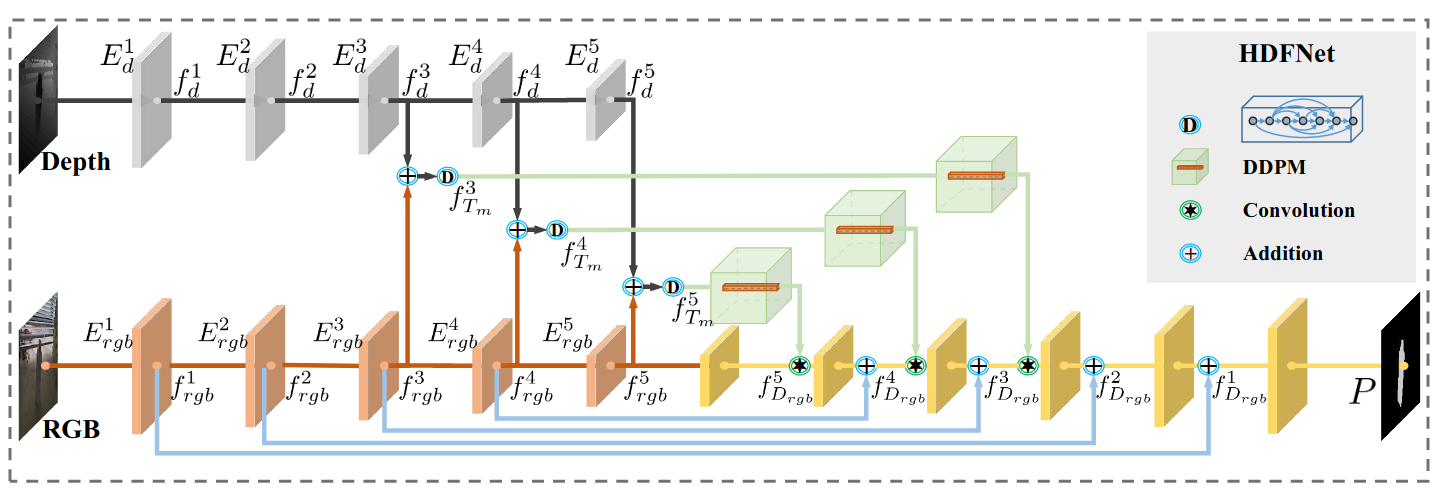 E_d^1 E_d^2 E_d^3 E_d^4 E_d^5
f_d^1 f_d^2 f_d^3 f_d^4 f_d^5
Depth
f_{T_m}^3
f_{T_m}^4
f_{T_m}^5
E_{rgb}^1 E_{rgb}^2 E_{rgb}^3 E_{rgb}^4 E_{rgb}^5
f_{rgb}^1 f_{rgb}^2 f_{rgb}^3 f_{rgb}^4 f_{rgb}^5 f_{D_{rgb}}^5 f_{D_{rgb}}^4 f_{D_{rgb}}^3 f_{D_{rgb}}^2 f_{D_{rgb}}^1 P
RGB
D
D
D
HDFNet
D
DDPM
Convolution
Addition